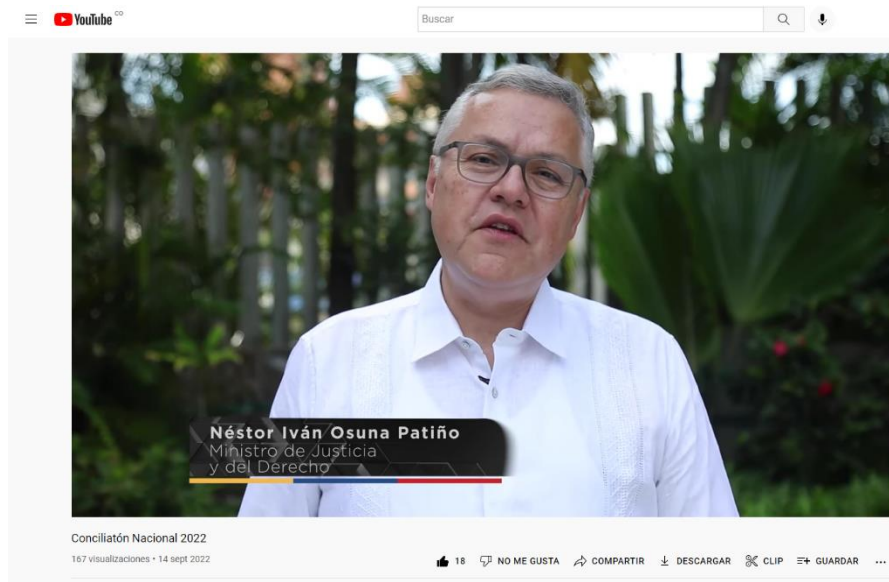 YouTube CO
Buscar
Néstor Iván Osuna Patiño
Ministro de Justicia
y del Derecho
Conciliatón Nacional 2022
167 visualizaciones • 14 sept 2022
18 NO ME GUSTA COMPARTIR DESCARGAR CLIP GUARDAR ...